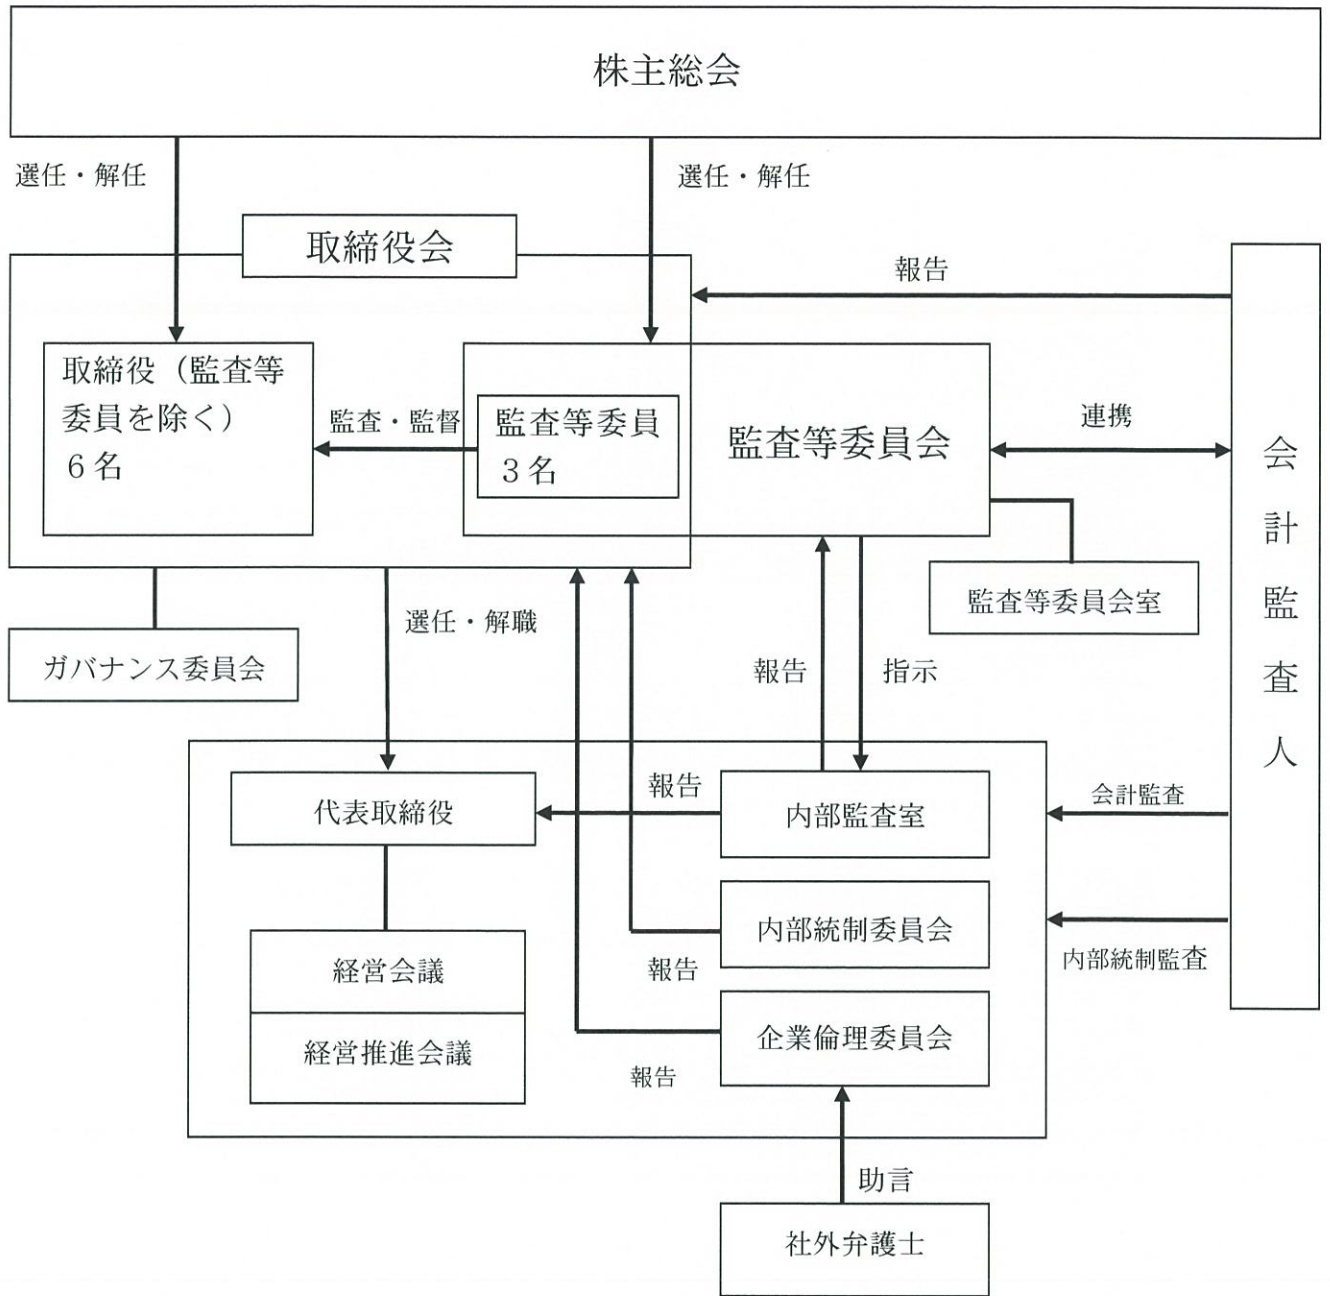 株主総会
選任・解任
選任・解任
取締役会
報告
取締役（監査等
委員を除く）
６名
監査・監督
監査等委員
３名
監査等委員会
連携
会計監査人
監査等委員会室
選任・解職
ガバナンス委員会
報告
指示
代表取締役
報告
内部監査室
会計監査
経営会議
経営推進会議
内部統制委員会
報告
内部統制監査
企業倫理委員会
報告
助言
社外弁護士